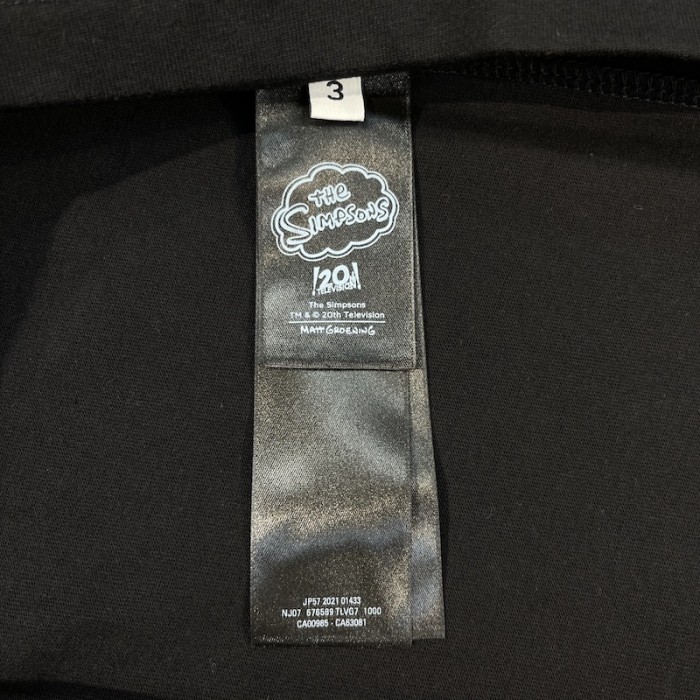 3
THE
SIMPSONS
20
TELEVISION
The Simpsons
TM & © 20th Television
MATT GROENING
JP57 2021 01433
NJ07 676589 TLVG7 1000
CA00985 - CA63081